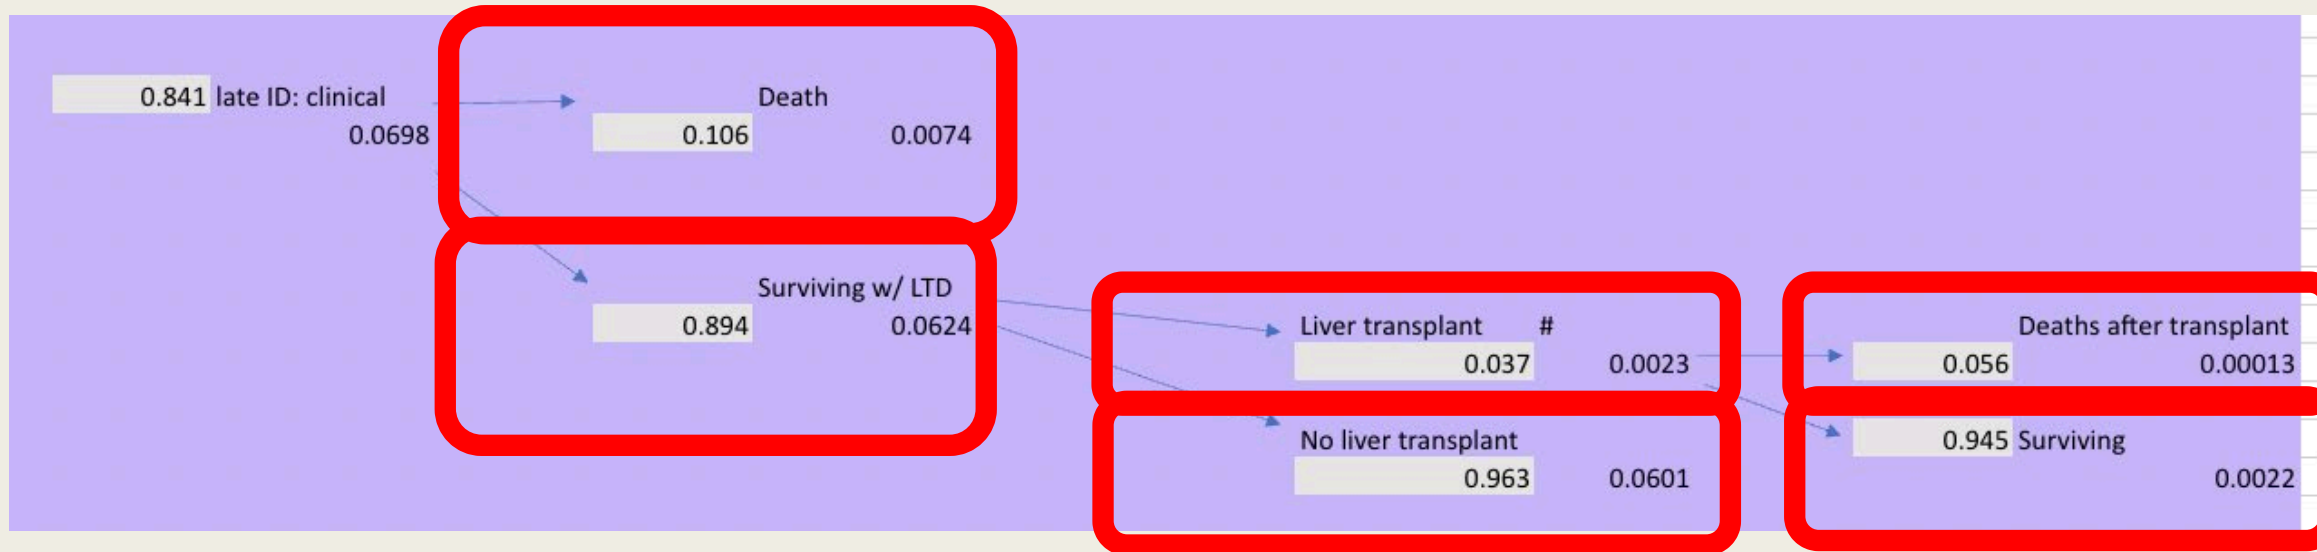 0.841 late ID: clinical
0.0698
Death
0.106 0.0074
Surviving w/ LTD
0.894 0.0624
Liver transplant #
0.037 0.0023
No liver transplant
0.963 0.0601
Deaths after transplant
0.056 0.00013
0.945 Surviving
0.0022